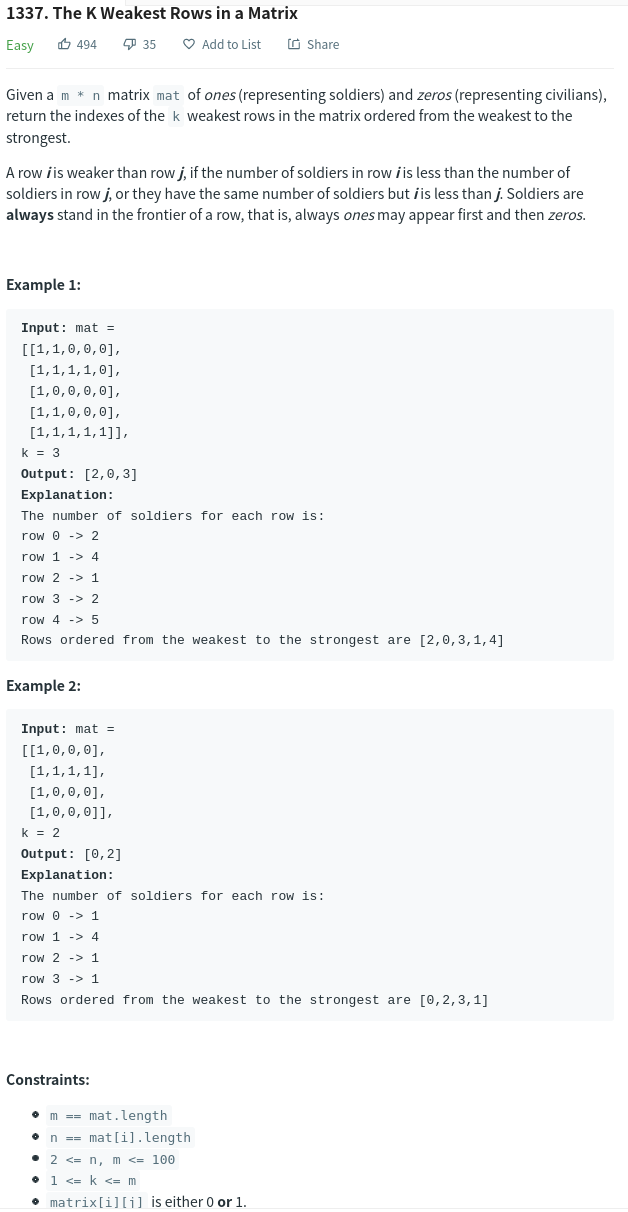 1337. The K Weakest Rows in a Matrix
Easy 494 35 Add to List Share
Given a m * n matrix mat of ones (representing soldiers) and zeros (representing civilians),
return the indexes of the k weakest rows in the matrix ordered from the weakest to the
strongest.
A row i is weaker than row j, if the number of soldiers in row i is less than the number of
soldiers in row j, or they have the same number of soldiers but i is less than j. Soldiers are
always stand in the frontier of a row, that is, always ones may appear first and then zeros.
Example 1:
Input: mat =
[[1,1,0,0,0],
[1,1,1,1,0],
[1,0,0,0,0],
[1,1,0,0,0],
[1,1,1,1,1]],
k = 3
Output: [2,0,3]
Explanation:
The number of soldiers for each row is:
row 0 -> 2
row 1 -> 4
row 2 -> 1
row 3 -> 2
row 4 -> 5
Rows ordered from the weakest to the strongest are [2,0,3,1,4]
Example 2:
Input: mat =
[[1,0,0,0],
[1,1,1,1],
[1,0,0,0],
[1,0,0,0]],
k = 2
Output: [0,2]
Explanation:
The number of soldiers for each row is:
row 0 -> 1
row 1 -> 4
row 2 -> 1
row 3 -> 1
Rows ordered from the weakest to the strongest are [0,2,3,1]
Constraints:
m == mat.length
n == mat[i].length
2 <= n, m <= 100
1 <= k <= m
matrix[i][j] is either 0 or 1.